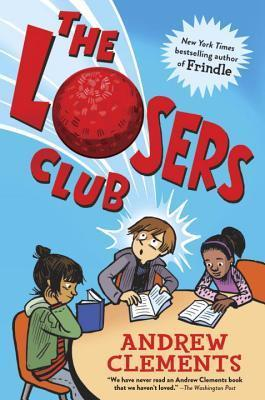 New York Times
bestselling author
of Frindle
THE
LOSERS
CLUB
ANDREW
CLEMENTS
"We have never read an Andrew Clements book
that we haven't loved." —The Washington Post